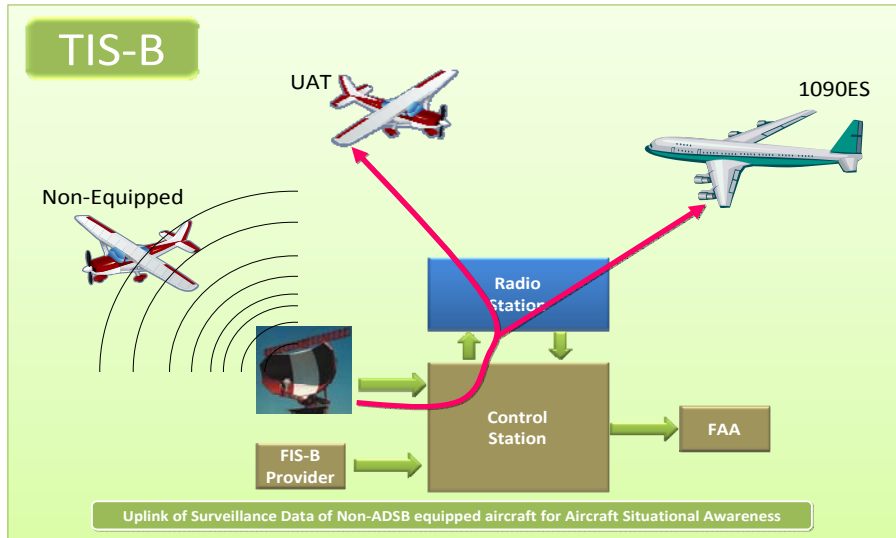 TIS-B
UAT
1090ES
Non-Equipped
Radio
Station
Control
Station
FAA
FIS-B
Provider
Uplink of Surveillance Data of Non-ADSB equipped aircraft for Aircraft Situational Awareness